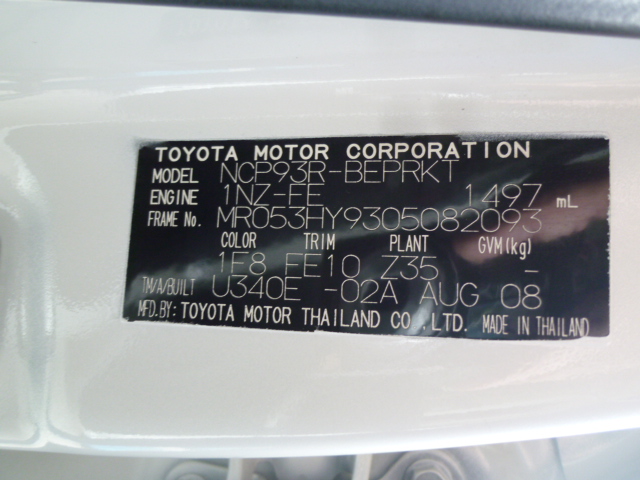 TOYOTA MOTOR CORPORATION
MODEL NCP93R-BEPRKT
ENGINE 1NZ-FE 1497 mL
FRAME No. MR053HY9305082093
COLOR TRIM PLANT GVM(kg)
1F8 FE10 Z35 -
TM/A/BUILT U340E -02A AUG 08
MFD.BY: TOYOTA MOTOR THAILAND CO.,LTD. MADE IN THAILAND